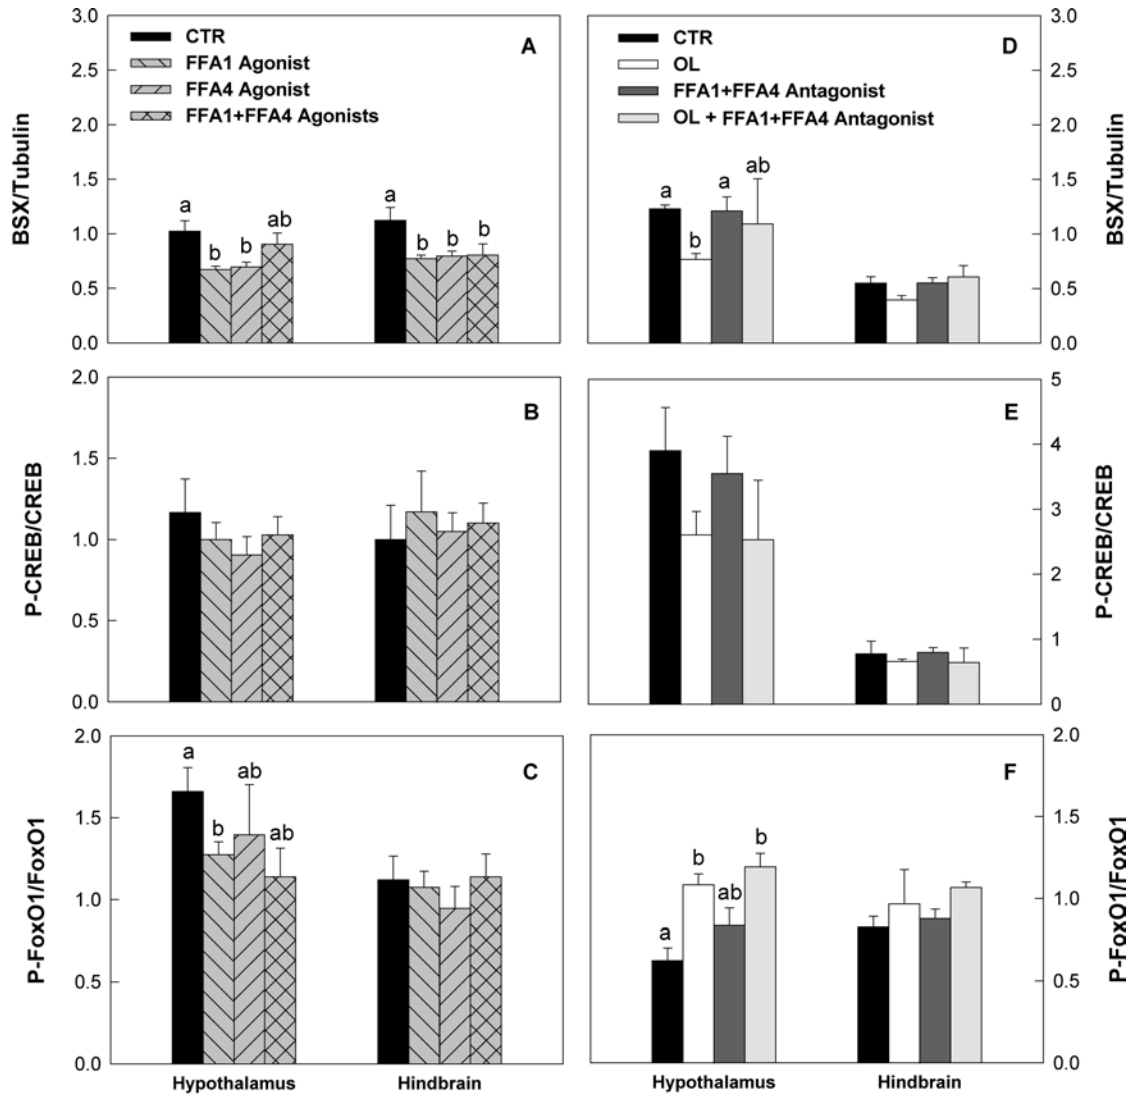 BSX/Tubulin
3.0
2.5
2.0
1.5
1.0
0.5
0.0
CTR
FFA1 Agonist
FFA4 Agonist
FFA1+FFA4 Agonists
A
a
b
b
ab
a
b
b
b
CTR
OL
FFA1+FFA4 Antagonist
OL + FFA1+FFA4 Antagonist
D
a
b
a
ab
3.0
2.5
2.0
1.5
1.0
0.5
0.0
BSX/Tubulin
P-CREB/CREB
2.0
1.5
1.0
0.5
0.0
B
E
5
4
3
2
1
0
P-CREB/CREB
P-FoxO1/FoxO1
2.0
1.5
1.0
0.5
0.0
C
a
b
ab
ab
Hypothalamus
Hindbrain
F
a
b
ab
b
Hypothalamus
Hindbrain
2.0
1.5
1.0
0.5
0.0
P-FoxO1/FoxO1